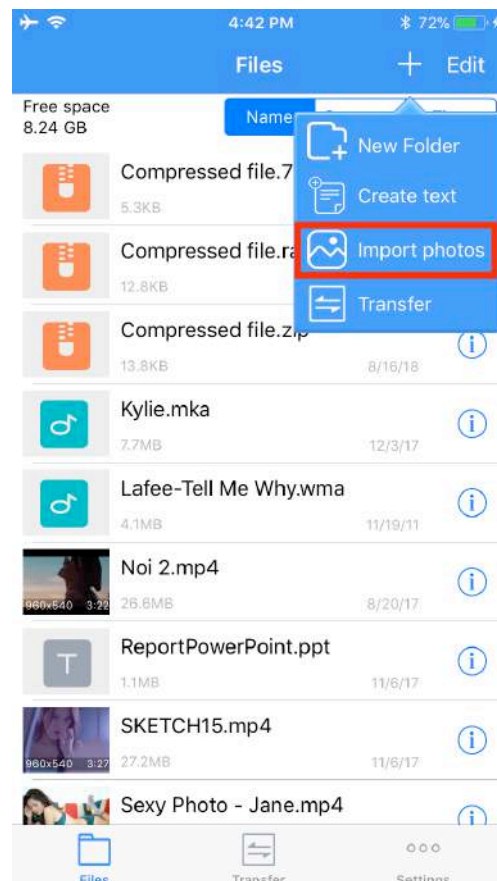 4:42 PM
72%
Files
Edit
Free space
8.24 GB
Name
New Folder
Create text
Import photos
Transfer
Compressed file.7
5.3KB
Compressed file.ra
12.8KB
Compressed file.zip
13.8KB
8/16/18
Kylie.mka
7.7MB
12/3/17
Lafee-Tell Me Why.wma
4.1MB
11/19/11
Noi 2.mp4
960x540 3:22
26.6MB
8/20/17
T
ReportPowerPoint.ppt
1.1MB
11/6/17
SKETCH15.mp4
960x540 3:27
27.2MB
11/6/17
Sexy Photo - Jane.mp4
Files
Transfer
Settings